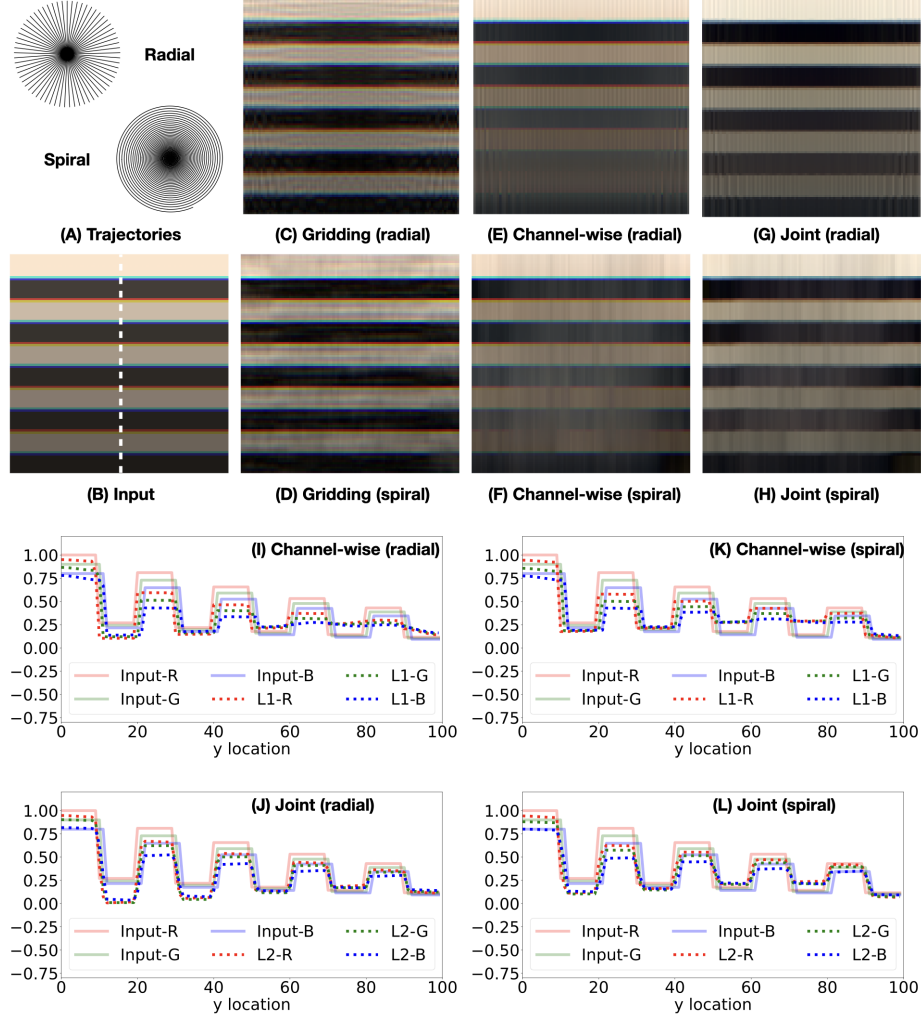 Radial
Spiral
(A) Trajectories
(C) Gridding (radial)
(E) Channel-wise (radial)
(G) Joint (radial)
(B) Input
(D) Gridding (spiral)
(F) Channel-wise (spiral)
(H) Joint (spiral)
(I) Channel-wise (radial)
1.00
0.75
0.50
0.25
0.00
−0.25
−0.50
−0.75
Input-R Input-B L1-G
Input-G L1-R L1-B
0 20 40 60 80 100
y location
(K) Channel-wise (spiral)
1.00
0.75
0.50
0.25
0.00
−0.25
−0.50
−0.75
Input-R Input-B L1-G
Input-G L1-R L1-B
0 20 40 60 80 100
y location
(J) Joint (radial)
1.00
0.75
0.50
0.25
0.00
−0.25
−0.50
−0.75
Input-R Input-B L2-G
Input-G L2-R L2-B
0 20 40 60 80 100
y location
(L) Joint (spiral)
1.00
0.75
0.50
0.25
0.00
−0.25
−0.50
−0.75
Input-R Input-B L2-G
Input-G L2-R L2-B
0 20 40 60 80 100
y location